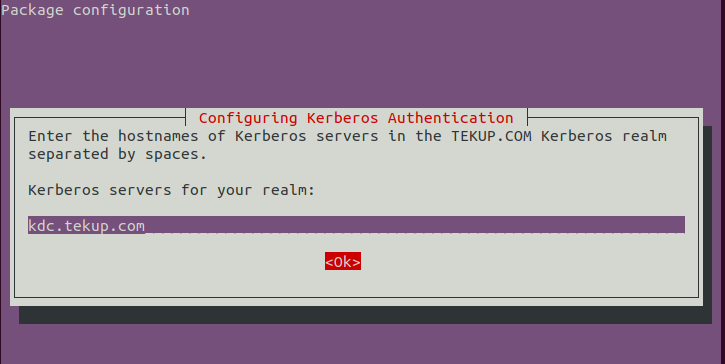 Package configuration
Configuring Kerberos Authentication
Enter the hostnames of Kerberos servers in the TEKUP.COM Kerberos realm
separated by spaces.
Kerberos servers for your realm:
kdc.tekup.com
<Ok>